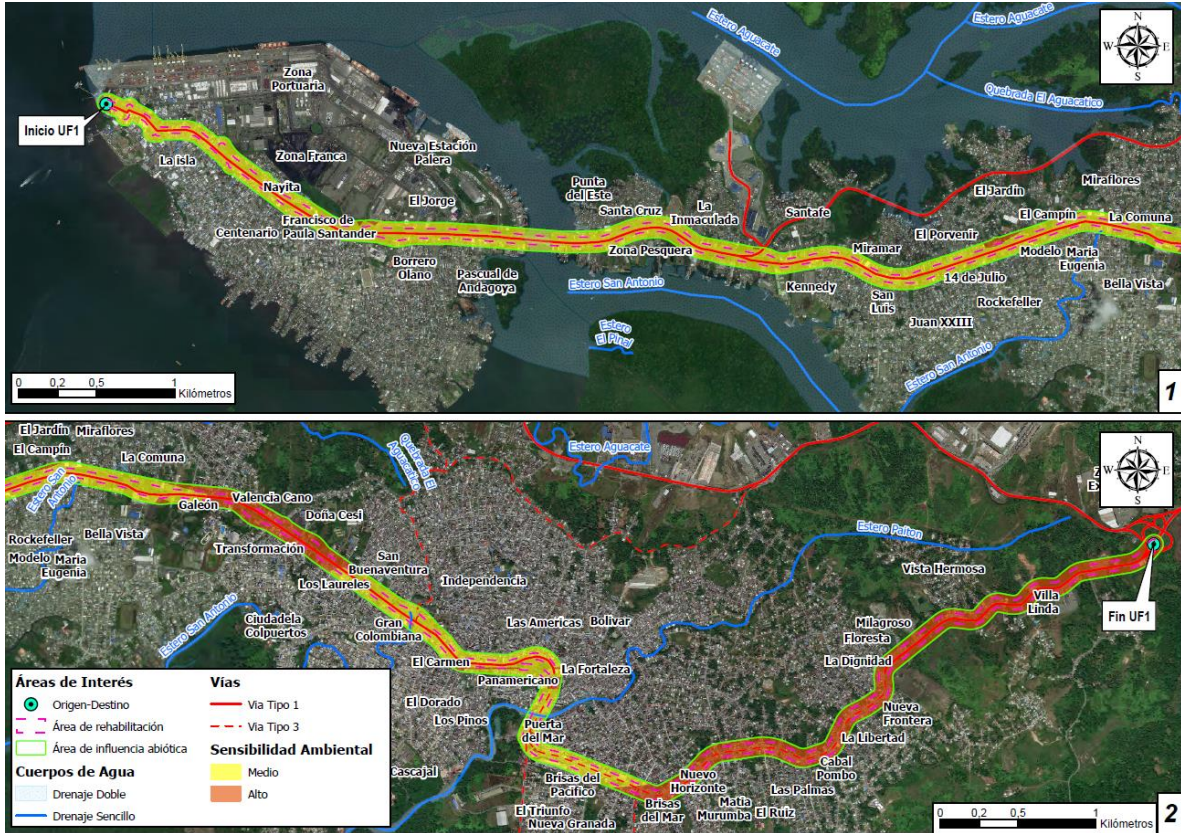 Estero Aguacate
Estero Aguacate
N
W
E
S
Zona
Portuaria
Quebrada El Aguacatico
Inicio UF1
La isla
Zona Franca
Nueva Estación
Palera
Nayita
El Jorge
Punta
del Este
Santa Cruz
La
Inmaculada
Santafe
El Jardín
Miraflores
El Campín
La Comuna
Centenario
Francisco de
Paula Santander
Zona Pesquera
Miramar
El Porvenir
Borrero
Olano
Pascual de
Andagoya
Estero San Antonio
Kennedy
San
Luis
14 de Julio
Modelo
Maria
Eugenia
Bella Vista
Rockefeller
Juan XXIII
Estero
El Pinal
Estero San Antonio
0 0,2 0,5 1
Kilómetros
1
El Jardín
Miraflores
El Campín
La Comuna
Quebrada El
Aguacatico
Estero Aguacate
N
W
E
S
Estero San
Antonio
Galeón
Valencia Cano
Doña Cesi
Rockefeller
Bella Vista
Modelo
Maria
Eugenia
Transformación
San
Buenaventura
Los Laureles
Independencia
Estero Paiton
Vista Hermosa
Villa
Linda
Fin UF1
Estero San Antonio
Ciudadela
Colpuertos
Gran
Colombiana
Las Americas
Bolivar
Milagroso
Floresta
El Carmen
La Fortaleza
Panamericano
La Dignidad
El Dorado
Los Pinos
Puerta
del Mar
Nueva
Frontera
La Libertad
Cascajal
Brisas del
Pacifico
Nuevo
Horizonte
Cabal
Pombo
Las Palmas
El Triunfo
Nueva Granada
Brisas
del Mar
Matia
Murumba
El Ruiz
Áreas de Interés
Origen-Destino
Área de rehabilitación
Área de influencia abiótica
Cuerpos de Agua
Drenaje Doble
Drenaje Sencillo
Vías
Via Tipo 1
Via Tipo 3
Sensibilidad Ambiental
Medio
Alto
0 0,2 0,5 1
Kilómetros
2